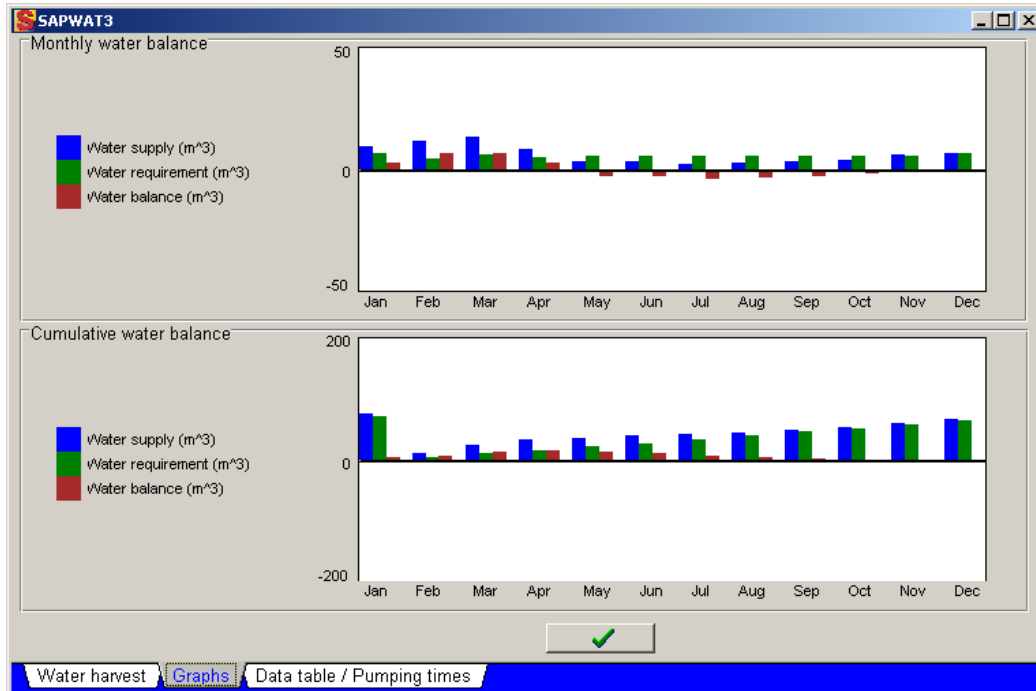 SAPWAT3
Monthly water balance
50
Water supply (m^3)
Water requirement (m^3)
0
Water balance (m^3)
-50
Jan Feb Mar Apr May Jun Jul Aug Sep Oct Nov Dec
Cumulative water balance
200
Water supply (m^3)
Water requirement (m^3)
0
Water balance (m^3)
-200
Jan Feb Mar Apr May Jun Jul Aug Sep Oct Nov Dec
Water harvest Graphs Data table / Pumping times